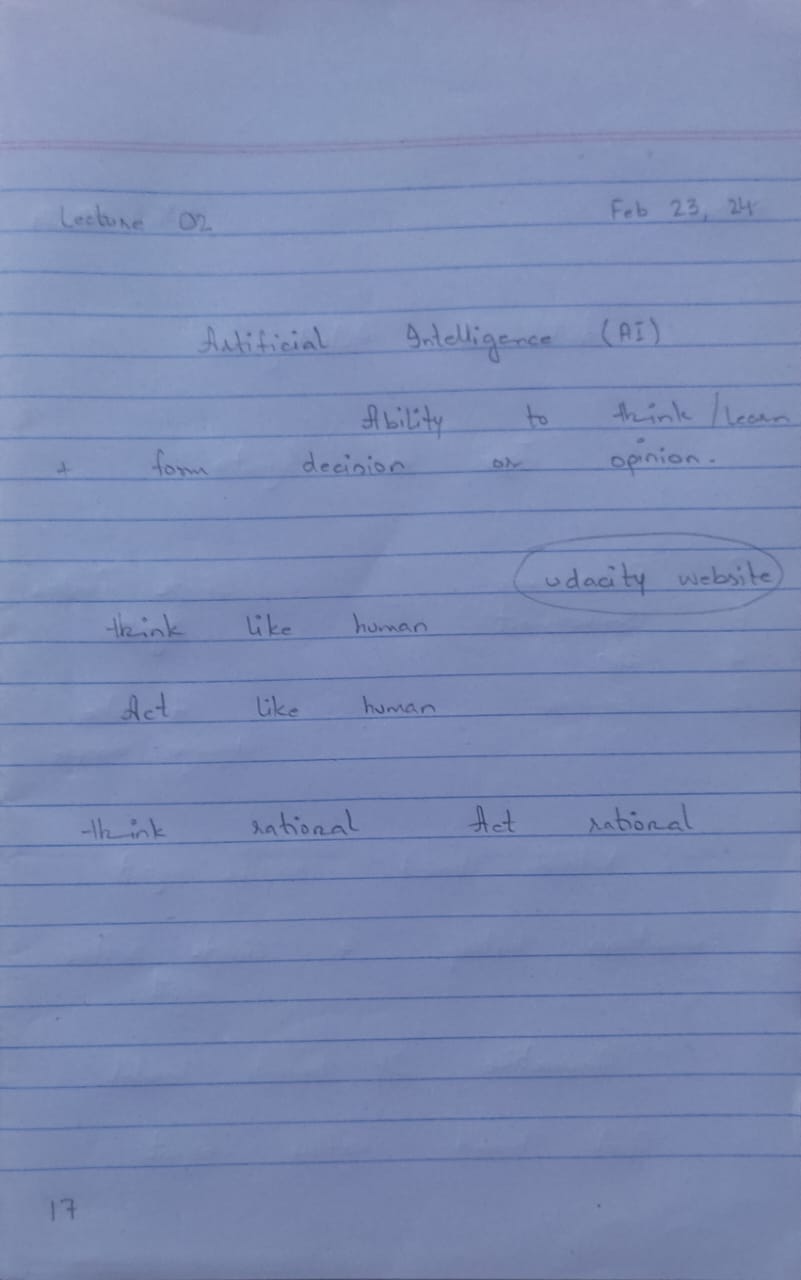 Lecture 02 Feb 23, 24
Artificial Intelligence (AI)
Ability to think / learn
+ form decision or opinion.
udacity website
think like human
Act like human
think rational Act rational
17